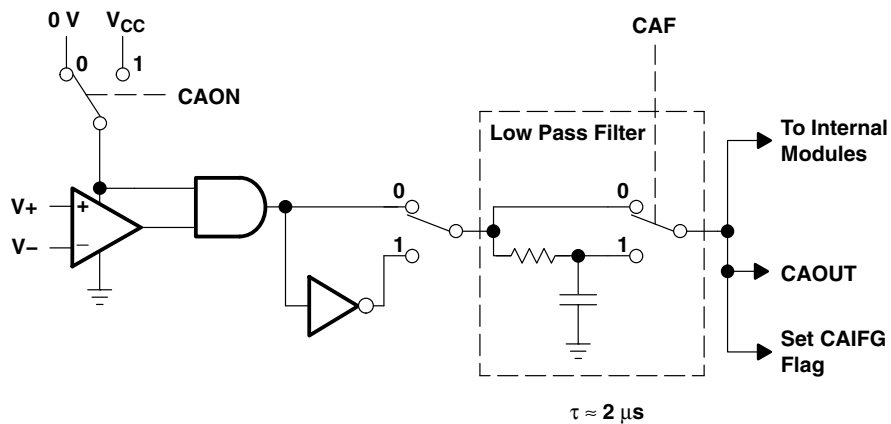 0 V
V_CC
CAF
0
1
CAON
Low Pass Filter
To Internal
Modules
V+
+
V−
−
0
0
1
1
CAOUT
Set CAIFG
Flag
τ ≈ 2 μs